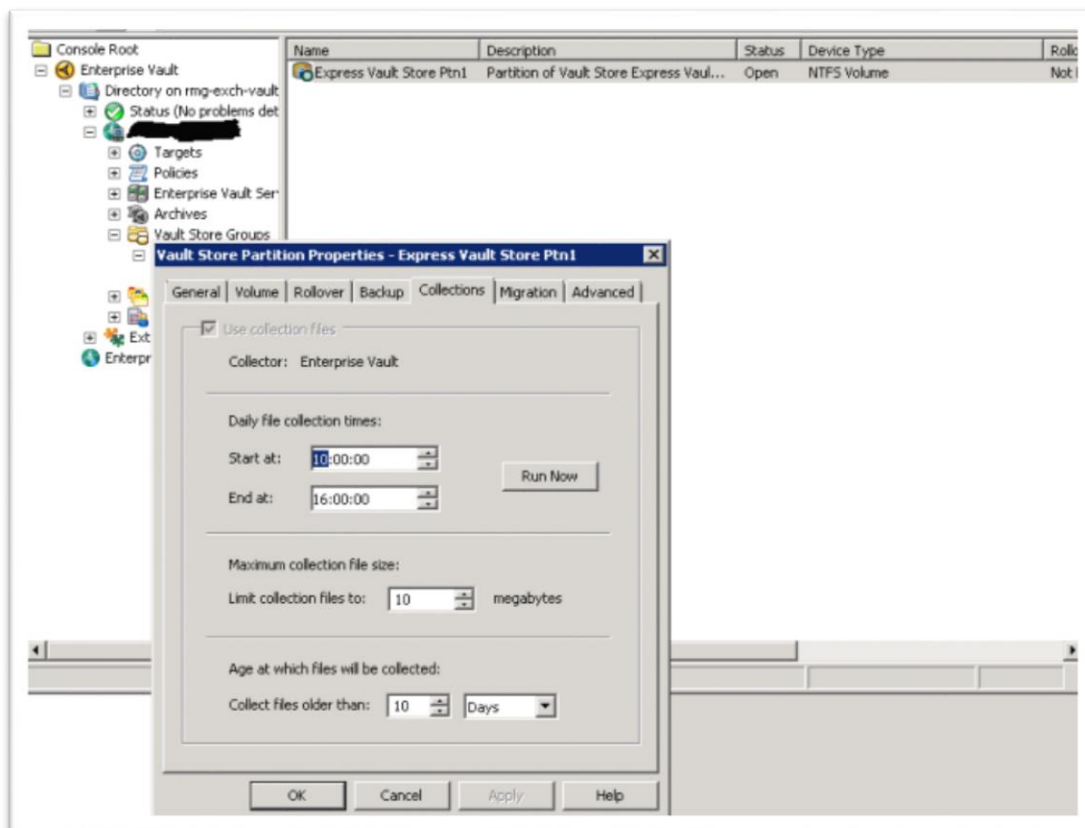 Console Root
Enterprise Vault
Directory on rmg-exch-vault
Status (No problems det
Targets
Policies
Enterprise Vault Ser
Archives
Vault Store Groups
Ext
Enterpr
Name Description Status Device Type Rollo
Express Vault Store Ptn1 Partition of Vault Store Express Vaul... Open NTFS Volume Not
Vault Store Partition Properties - Express Vault Store Ptn1
General Volume Rollover Backup Collections Migration Advanced
Use collection files
Collector: Enterprise Vault
Daily file collection times:
Start at: 10:00:00
Run Now
End at: 16:00:00
Maximum collection file size:
Limit collection files to: 10 megabytes
Age at which files will be collected:
Collect files older than: 10 Days
OK Cancel Apply Help